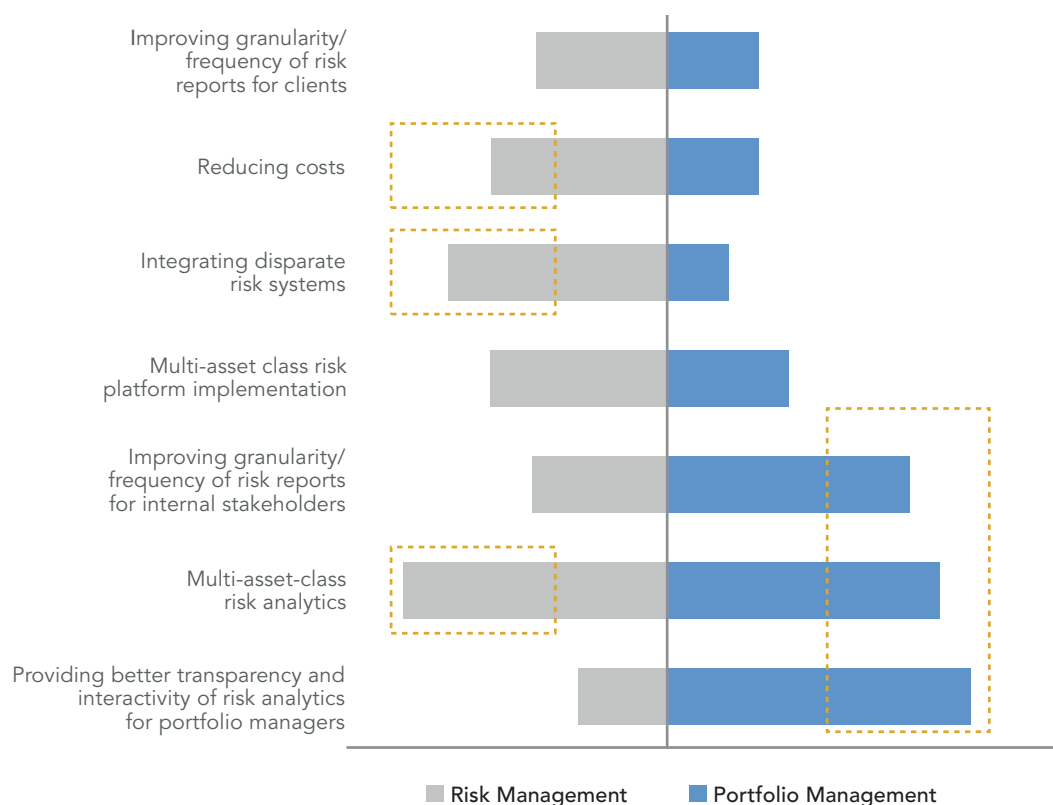 Improving granularity/
frequency of risk
reports for clients
Reducing costs
Integrating disparate
risk systems
Multi-asset class risk
platform implementation
Improving granularity/
frequency of risk reports
for internal stakeholders
Multi-asset-class
risk analytics
Providing better transparency and
interactivity of risk analytics
for portfolio managers
Risk Management
Portfolio Management